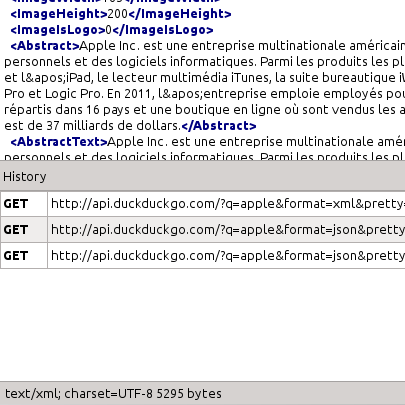 <ImageHeight>200</ImageHeight>
<ImageIsLogo>0</ImageIsLogo>
<Abstract>Apple Inc. est une entreprise multinationale américain
personnels et des logiciels informatiques. Parmi les produits les pl
et l&apos;iPad, le lecteur multimédia iTunes, la suite bureautique i
Pro et Logic Pro. En 2011, l&apos;entreprise emploie employés pou
répartis dans 16 pays et une boutique en ligne où sont vendus les a
est de 37 milliards de dollars.</Abstract>
<AbstractText>Apple Inc. est une entreprise multinationale amé
personnels et des logiciels informatiques. Parmi les produits les pl
History
GET http://api.duckduckgo.com/?q=apple&format=xml&pretty=
GET http://api.duckduckgo.com/?q=apple&format=json&pretty
GET http://api.duckduckgo.com/?q=apple&format=json&pretty
text/xml; charset=UTF-8 5295 bytes